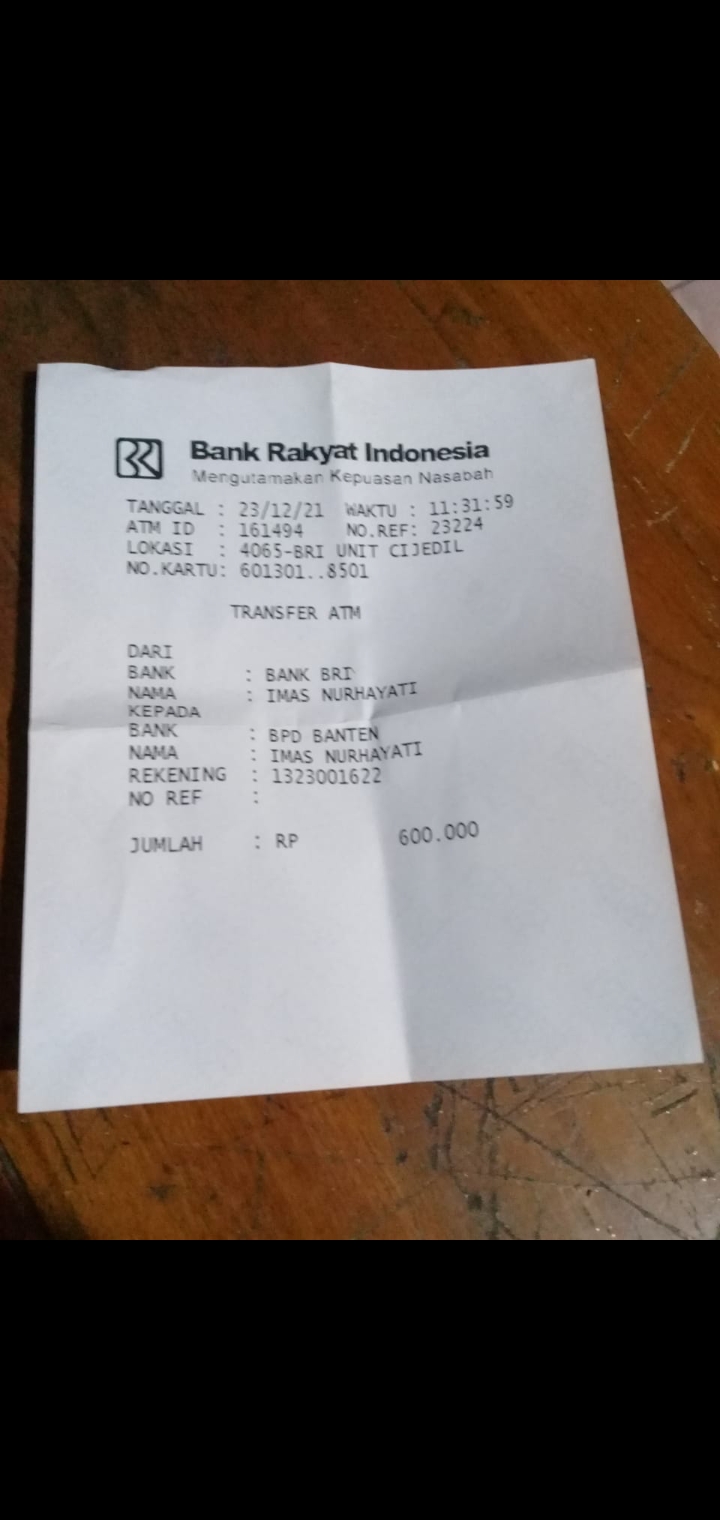 Bank Rakyat Indonesia
Mengutamakan Kepuasan Nasabah
TANGGAL : 23/12/21 WAKTU : 11:31:59
ATM ID : 161494 NO.REF: 23224
LOKASI : 4065-BRI UNIT CIJEDIL
NO.KARTU: 601301..8501
TRANSFER ATM
DARI
BANK : BANK BRI
NAMA : IMAS NURHAYATI
KEPADA
BANK : BPD BANTEN
NAMA : IMAS NURHAYATI
REKENING : 1323001622
NO REF :
JUMLAH : RP 600.000